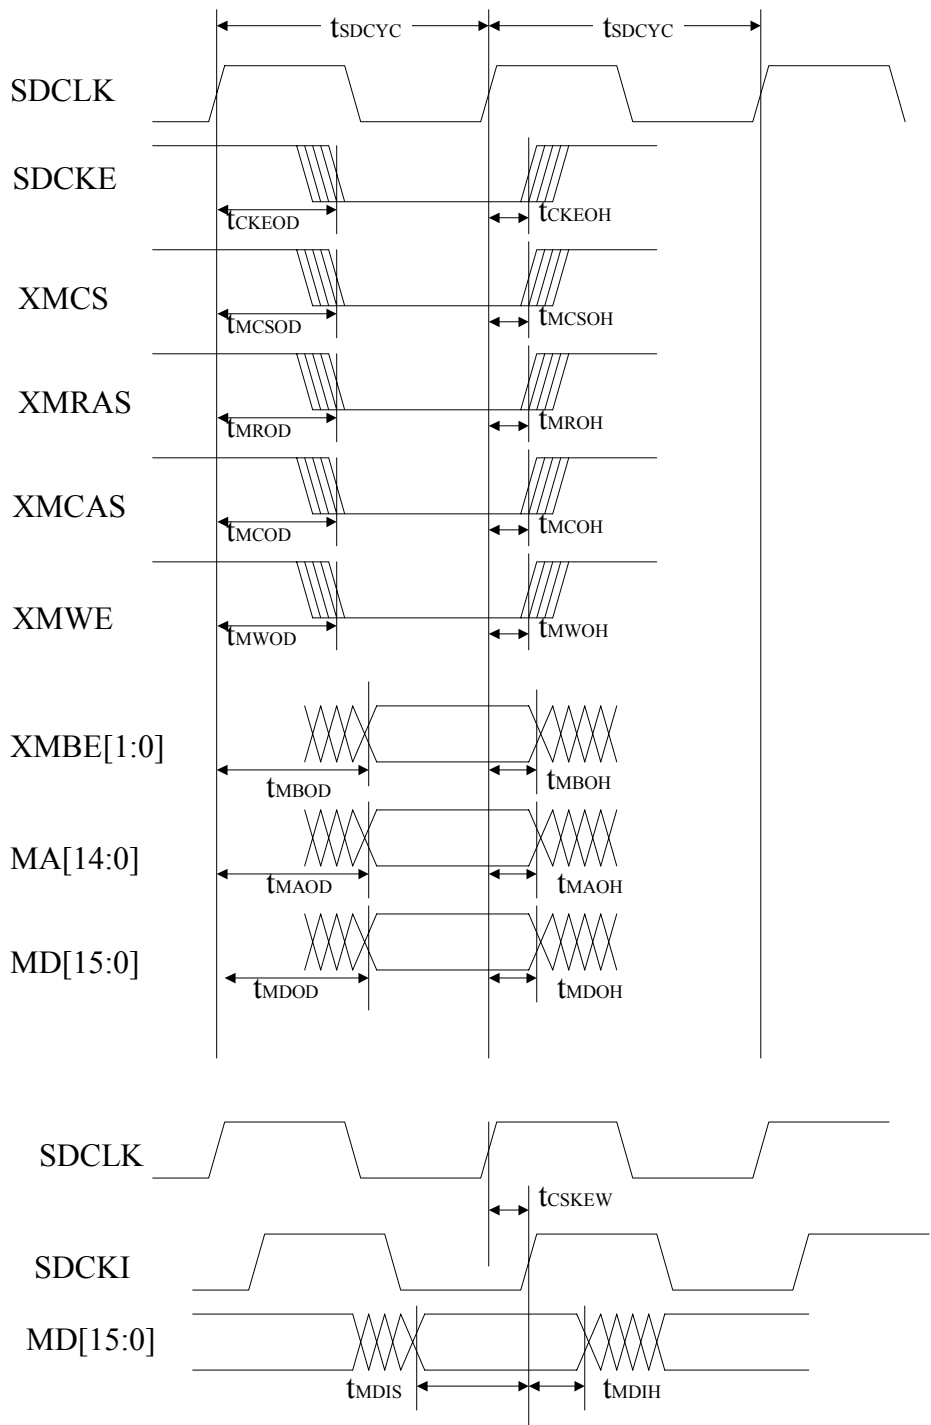 tSDCYC tSDCYC
SDCLK
SDCKE
tCKEOD tCKEOH
XMCS
tMCSOD tMCSOH
XMRAS
tMROD tMROH
XMCAS
tMCOD tMCOH
XMWE
tMWOD tMWOH
XMBE[1:0]
tMBOD tMBOH
MA[14:0]
tMAOD tMAOH
MD[15:0]
tMDOD tMDOH
SDCLK
tCSKEW
SDCKI
MD[15:0]
tMDIS tMDIH